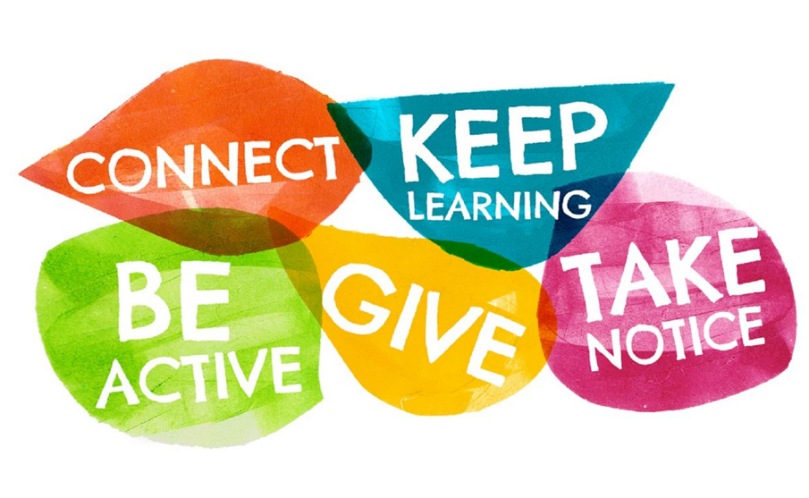 CONNECT
KEEP
LEARNING
BE
ACTIVE
GIVE
TAKE
NOTICE